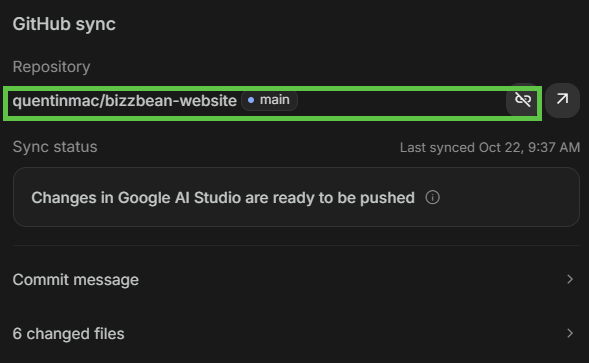 GitHub sync
Repository
quentinmac/bizzbean-website main
Sync status Last synced Oct 22, 9:37 AM
Changes in Google AI Studio are ready to be pushed
Commit message
6 changed files